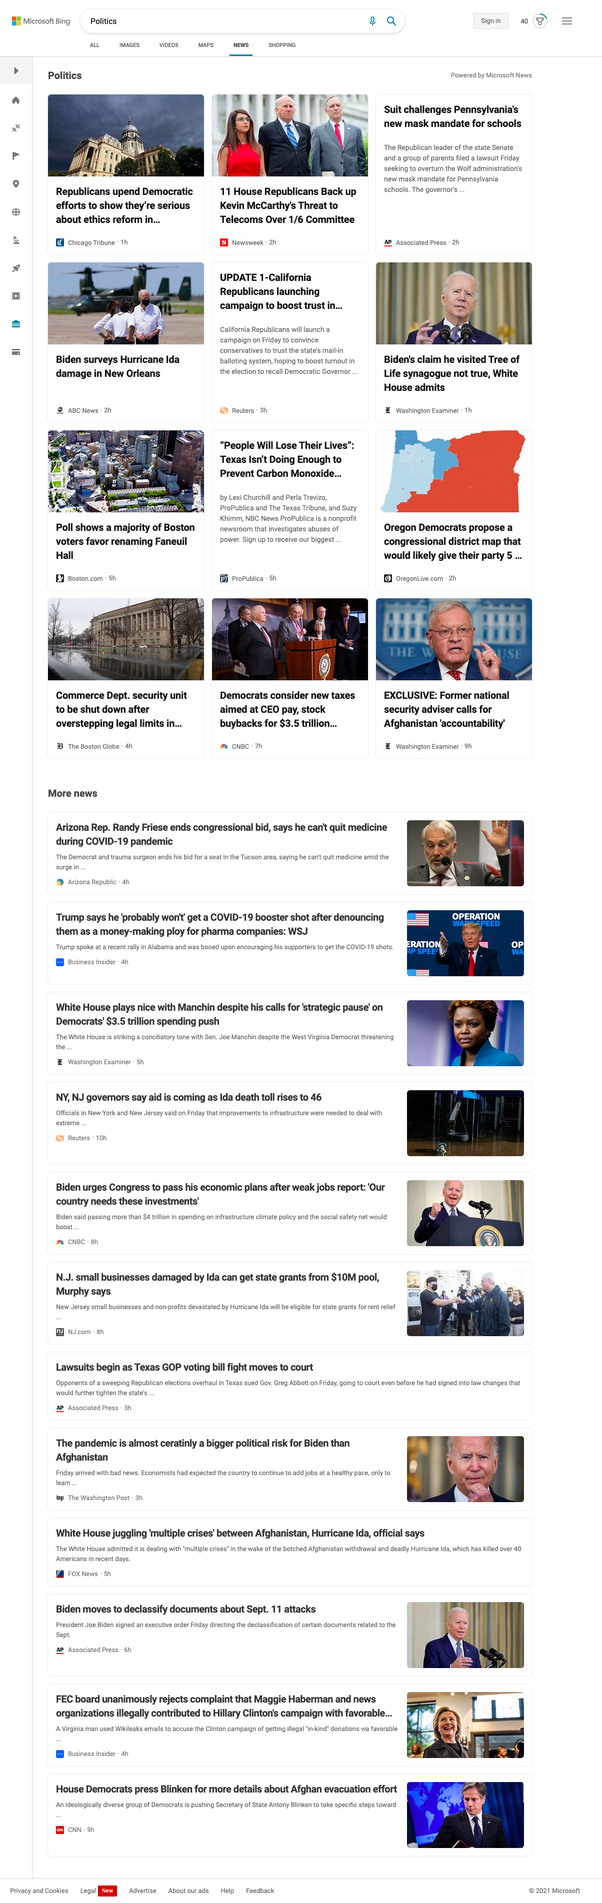 Microsoft Bing
Politics
Sign in
40
ALL
IMAGES
VIDEOS
MAPS
NEWS
SHOPPING
Politics
Powered by Microsoft News
Republicans upend Democratic
efforts to show they're serious
about ethics reform in...
Chicago Tribune · 1h
11 House Republicans Back up
Kevin McCarthy's Threat to
Telecoms Over 1/6 Committee
Newsweek · 2h
Suit challenges Pennsylvania's
new mask mandate for schools
The Republican leader of the state Senate
and a group of parents filed a lawsuit Friday
seeking to overturn the Wolf administration's
new mask mandate for Pennsylvania
schools. The governor's ...
AP Associated Press · 2h
Biden surveys Hurricane Ida
damage in New Orleans
ABC News · 2h
UPDATE 1-California
Republicans launching
campaign to boost trust in...
California Republicans will launch a
campaign on Friday to convince
conservatives to trust the state's mail-in
balloting system, hoping to boost turnout in
the election to recall Democratic Governor ...
Reuters · 3h
Biden's claim he visited Tree of
Life synagogue not true, White
House admits
Washington Examiner · 1h
Poll shows a majority of Boston
voters favor renaming Faneuil
Hall
Boston.com · 5h
“People Will Lose Their Lives”:
Texas Isn't Doing Enough to
Prevent Carbon Monoxide...
by Lexi Churchill and Perla Trevizo,
ProPublica and The Texas Tribune, and Suzy
Khimm, NBC News ProPublica is a nonprofit
newsroom that investigates abuses of
power. Sign up to receive our biggest ...
ProPublica · 5h
Oregon Democrats propose a
congressional district map that
would likely give their party 5 ...
OregonLive.com · 2h
THE W
Commerce Dept. security unit
to be shut down after
overstepping legal limits in...
The Boston Globe · 4h
Democrats consider new taxes
aimed at CEO pay, stock
buybacks for $3.5 trillion...
CNBC · 7h
EXCLUSIVE: Former national
security adviser calls for
Afghanistan 'accountability'
Washington Examiner · 9h
More news
Arizona Rep. Randy Friese ends congressional bid, says he can't quit medicine
during COVID-19 pandemic
The Democrat and trauma surgeon ends his bid for a seat in the Tucson area, saying he can't quit medicine amid the
surge in ...
Arizona Republic · 4h
Trump says he 'probably won't' get a COVID-19 booster shot after denouncing
them as a money-making ploy for pharma companies: WSJ
Trump spoke at a recent rally in Alabama and was booed upon encouraging his supporters to get the COVID-19 shots.
Business Insider · 4h
OPERATION
White House plays nice with Manchin despite his calls for 'strategic pause' on
Democrats' $3.5 trillion spending push
The White House is striking a conciliatory tone with Sen. Joe Manchin despite the West Virginia Democrat threatening
the ...
Washington Examiner · 5h
NY, NJ governors say aid is coming as Ida death toll rises to 46
Officials in New York and New Jersey said on Friday that improvements to infrastructure were needed to deal with
extreme ...
Reuters · 10h
Biden urges Congress to pass his economic plans after weak jobs report: 'Our
country needs these investments'
Biden said passing more than $4 trillion in spending on infrastructure climate policy and the social safety net would
boost ...
CNBC · 8h
N.J. small businesses damaged by Ida can get state grants from $10M pool,
Murphy says
New Jersey small businesses and non-profits devastated by Hurricane Ida will be eligible for state grants for rent relief
...
NJ.com · 8h
Lawsuits begin as Texas GOP voting bill fight moves to court
Opponents of a sweeping Republican elections overhaul in Texas sued Gov. Greg Abbott on Friday, going to court even before he had signed into law changes that
would further tighten the state's ...
AP Associated Press · 3h
The pandemic is almost ceratinly a bigger political risk for Biden than
Afghanistan
Friday arrived with bad news. Economists had expected the country to continue to add jobs at a healthy pace, only to
learn ...
wp The Washington Post · 3h
White House juggling 'multiple crises' between Afghanistan, Hurricane Ida, official says
The White House admitted it is dealing with "multiple crises" in the wake of the botched Afghanistan withdrawal and deadly Hurricane Ida, which has killed over 40
Americans in recent days.
FOX News · 5h
Biden moves to declassify documents about Sept. 11 attacks
President Joe Biden signed an executive order Friday directing the declassification of certain documents related to the
Sept.
AP Associated Press · 6h
FEC board unanimously rejects complaint that Maggie Haberman and news
organizations illegally contributed to Hillary Clinton's campaign with favorable...
A Virginia man used Wikileaks emails to accuse the Clinton campaign of getting illegal "in-kind" donations via favorable
...
Business Insider · 4h
House Democrats press Blinken for more details about Afghan evacuation effort
An ideologically diverse group of Democrats is pushing Secretary of State Antony Blinken to take specific steps toward
...
CNN · 9h
Privacy and Cookies
Legal
New
Advertise
About our ads
Help
Feedback
© 2021 Microsoft